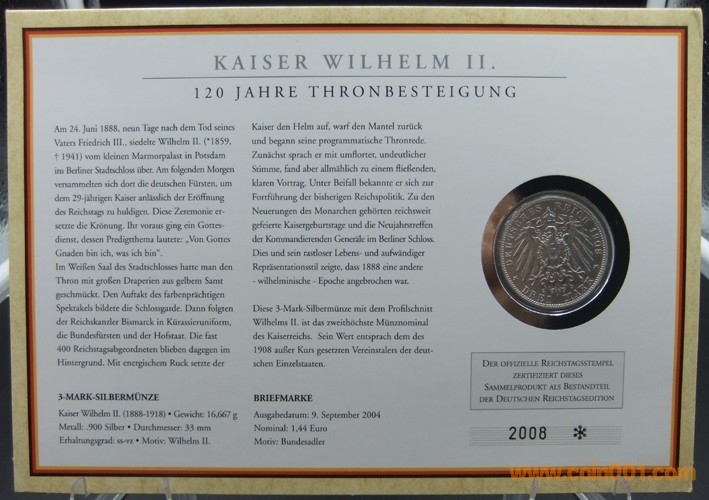 KAISER WILHELM II.
120 JAHRE THRONBESTEIGUNG
Am 24. Juni 1888, neun Tage nach dem Tod seines
Vaters Friedrich III., siedelte Wilhelm II. (*1859,
† 1941) vom kleinen Marmorpalast in Potsdam
ins Berliner Stadtschloss über. Am folgenden Morgen
versammelten sich dort die deutschen Fürsten, um
dem 29-jährigen Kaiser anlässlich der Eröffnung
des Reichstags zu huldigen. Diese Zeremonie er-
setzte die Krönung. Ihr voraus ging ein Gottes-
dienst, dessen Predigtthema lautete: „Von Gottes
Gnaden bin ich, was ich bin".
Im Weißen Saal des Stadtschlosses hatte man den
Thron mit großen Draperien aus gelbem Samt
geschmückt. Den Auftakt des farbenprächtigen
Spektakels bildete die Schlossgarde. Dann folgten
der Reichskanzler Bismarck in Kürassieruniform,
die Bundesfürsten und der Hofstaat. Die fast
400 Reichstagsabgeordneten blieben dagegen im
Hintergrund. Mit energischem Ruck setzte der
Kaiser den Helm auf, warf den Mantel zurück
und begann seine programmatische Thronrede.
Zunächst sprach er mit umflorter, undeutlicher
Stimme, fand aber allmählich zu einem fließenden,
klaren Vortrag. Unter Beifall bekannte er sich zur
Fortführung der bisherigen Reichspolitik. Zu den
Neuerungen des Monarchen gehörten reichsweit
gefeierte Kaisergeburtstage und die Neujahrstreffen
der Kommandierenden Generäle im Berliner Schloss.
Dies und sein rastloser Lebens- und aufwändiger
Repräsentationsstil zeigte, dass 1888 eine andere
- wilhelminische - Epoche angebrochen war.
Diese 3-Mark-Silbermünze mit dem Profilschnitt
Wilhelms II. ist das zweithöchste Münznominal
des Kaiserreichs. Sein Wert entsprach dem des
1908 außer Kurs gesetzten Vereinstalers der deut-
schen Einzelstaaten.
3-MARK-SILBERMÜNZE
Kaiser Wilhelm II. (1888-1918) • Gewicht: 16,667 g
Metall: .900 Silber • Durchmesser: 33 mm
Erhaltungsgrad: ss-vz • Motiv: Wilhelm II.
BRIEFMARKE
Ausgabedatum: 9. September 2004
Nominal: 1,44 Euro
Motiv: Bundesadler
DEUTSCHES REICH 1908
DREI MARK
DER OFFIZIELLE REICHSTAGSSTEMPEL
ZERTIFIZIERT DIESES
SAMMELPRODUKT ALS BESTANDTEIL
DER DEUTSCHEN REICHSTAGSEDITION
2008 ✻
www.coin001.com